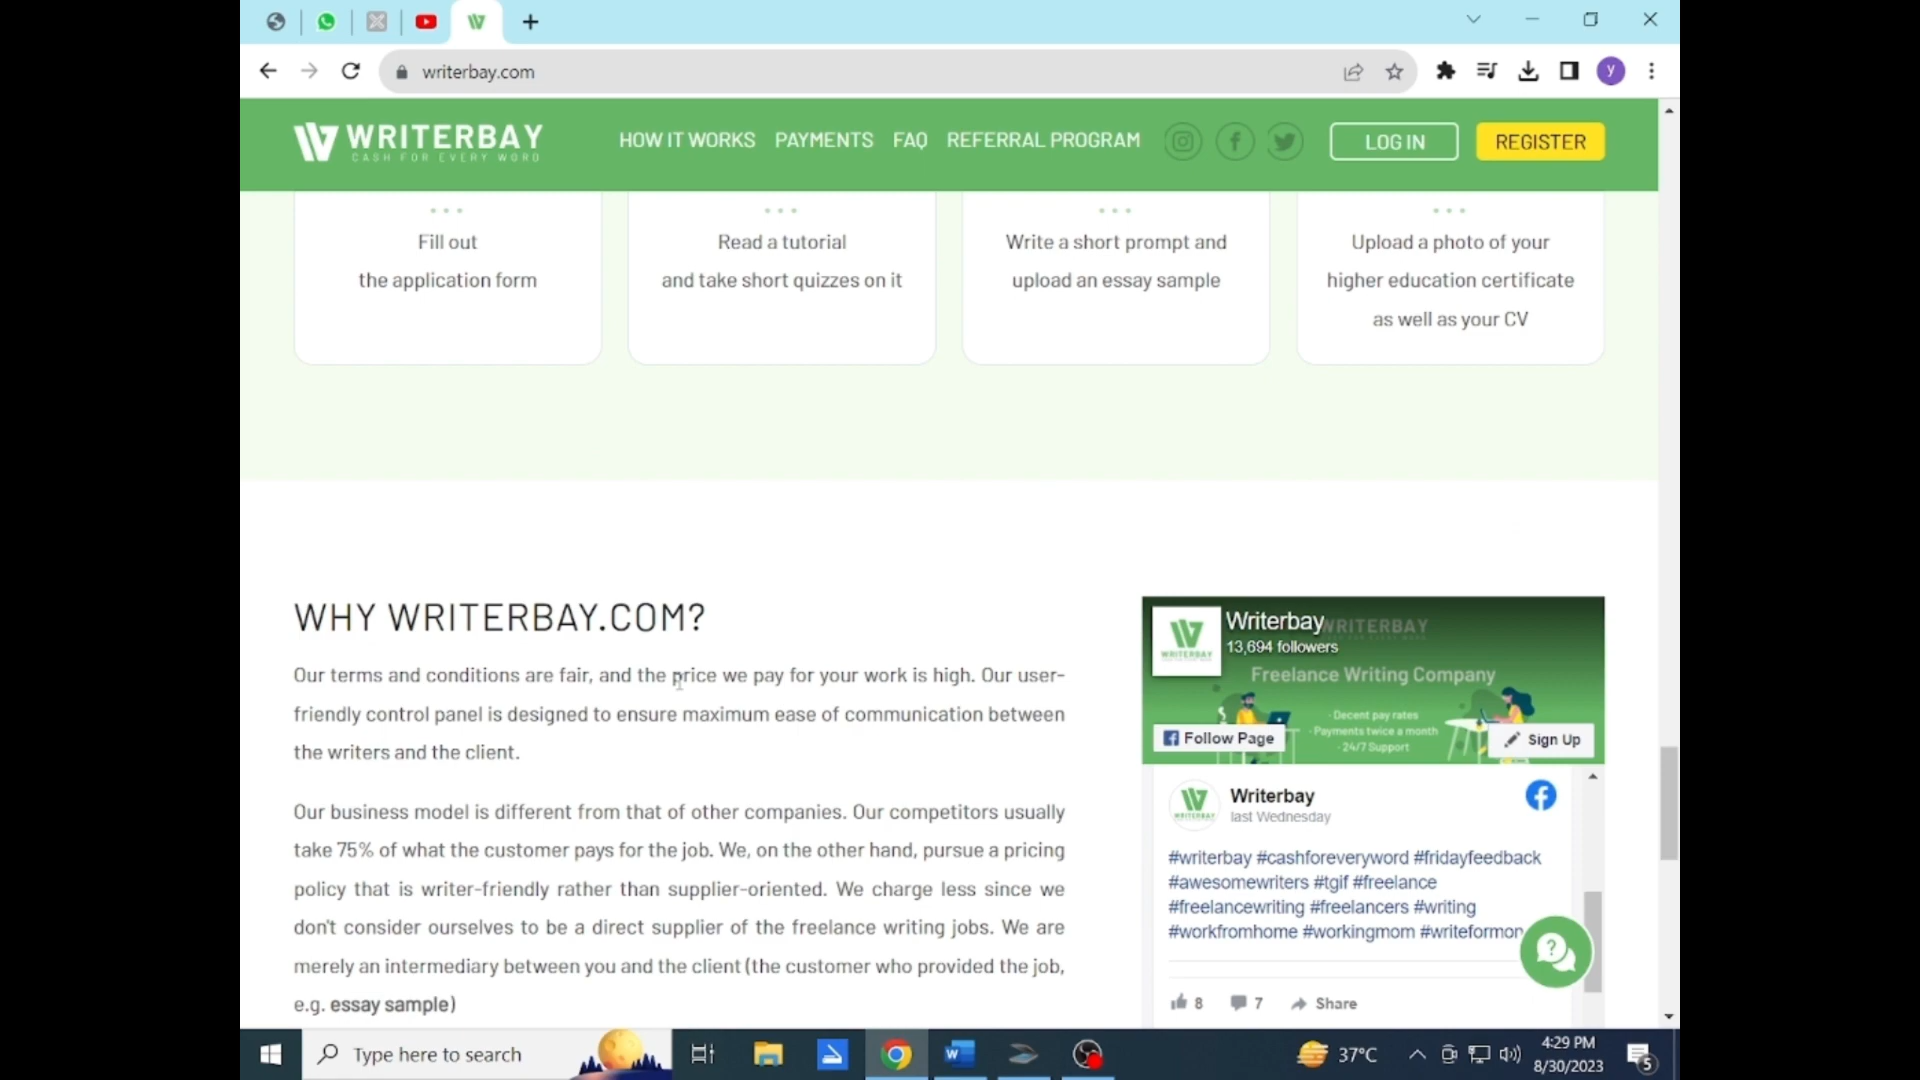 writerbay.com
y
WRITERBAY
CASH FOR EVERY WORD
HOW IT WORKS PAYMENTS FAQ REFERRAL PROGRAM
LOG IN
REGISTER
Fill out
the application form
Read a tutorial
and take short quizzes on it
Write a short prompt and
upload an essay sample
Upload a photo of your
higher education certificate
as well as your CV
WHY WRITERBAY.COM?
Our terms and conditions are fair, and the price we pay for your work is high. Our user-
friendly control panel is designed to ensure maximum ease of communication between
the writers and the client.
Our business model is different from that of other companies. Our competitors usually
take 75% of what the customer pays for the job. We, on the other hand, pursue a pricing
policy that is writer-friendly rather than supplier-oriented. We charge less since we
don't consider ourselves to be a direct supplier of the freelance writing jobs. We are
merely an intermediary between you and the client (the customer who provided the job,
e.g. essay sample)
Writerbay
13,694 followers
Freelance Writing Company
· Decent pay rates
· Payments twice a month
· 24/7 Support
Follow Page
Sign Up
WRITERBAY
Writerbay
last Wednesday
#writerbay #cashforeveryword #fridayfeedback
#awesomewriters #tgif #freelance
#freelancewriting #freelancers #writing
#workfromhome #workingmom #writeformon
8 7 Share
Type here to search
37°C
4:29 PM
8/30/2023
5